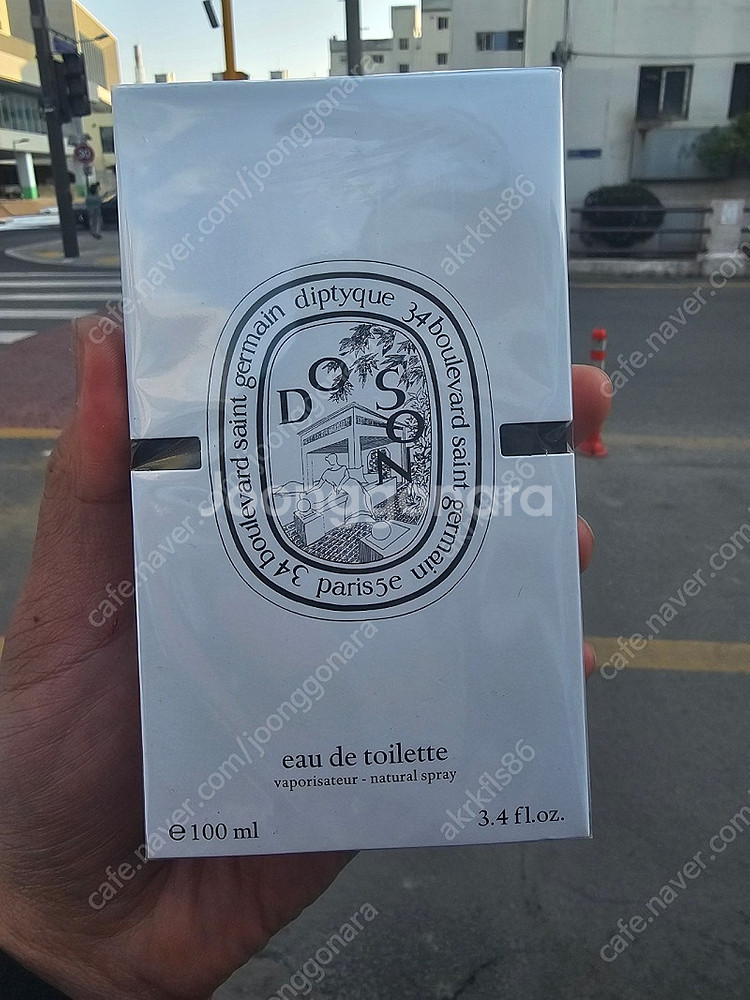 diptyque 34 boulevard saint germain paris5e 34 boulevard saint germain
DO SON
eau de toilette
vaporisateur - natural spray
e 100 ml
3.4 fl.oz.
30
joonggonara
cafe.naver.com/joonggonara
akrkfls86